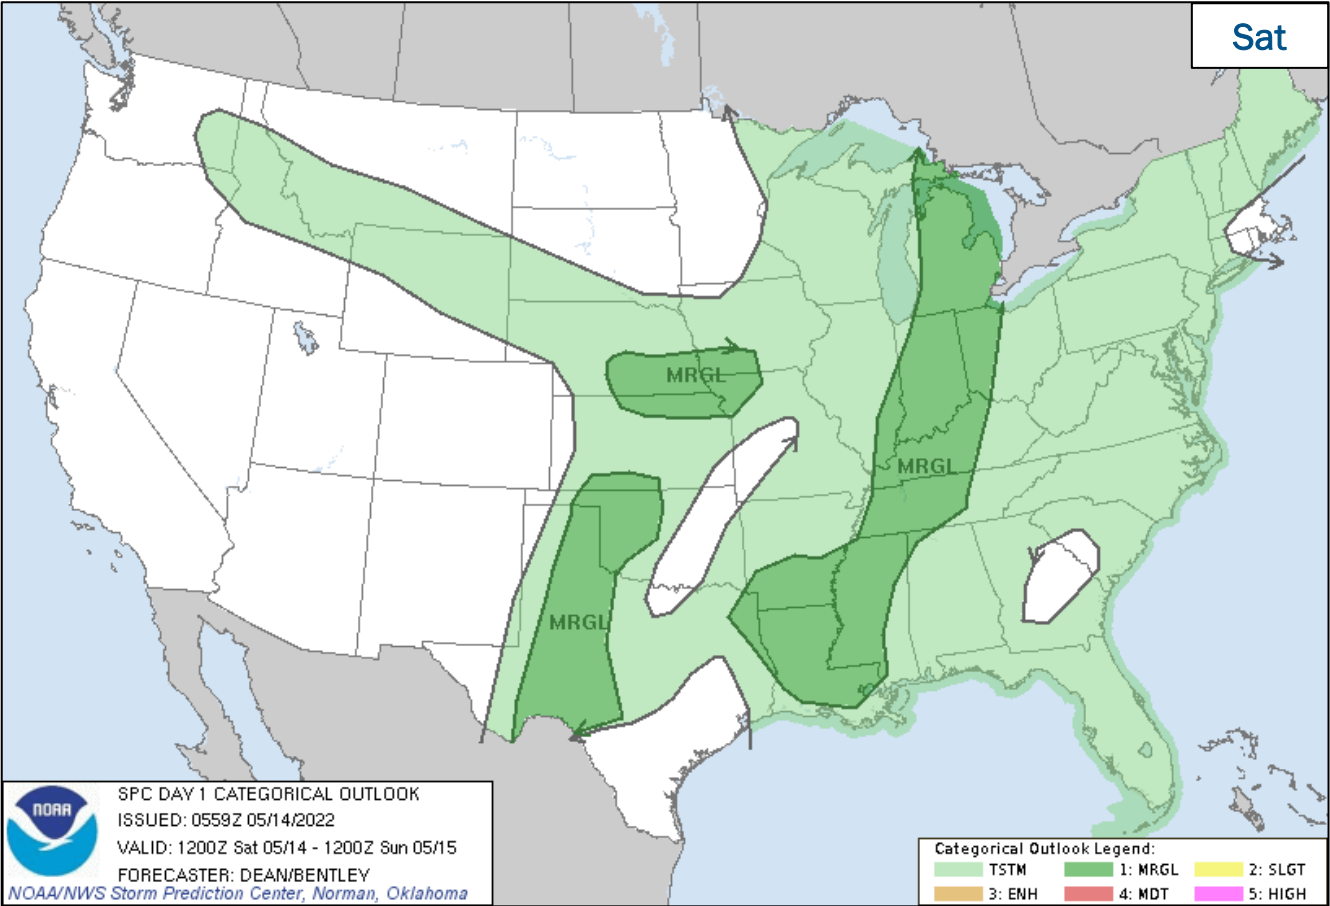 Sat
MRGL
MRGL
MRGL
NOAA
SPC DAY 1 CATEGORICAL OUTLOOK
ISSUED: 0559Z 05/14/2022
VALID: 1200Z Sat 05/14 - 1200Z Sun 05/15
FORECASTER: DEAN/BENTLEY
NOAA/NWS Storm Prediction Center, Norman, Oklahoma
Categorical Outlook Legend:
TSTM 1: MRGL 2: SLGT
3: ENH 4: MDT 5: HIGH